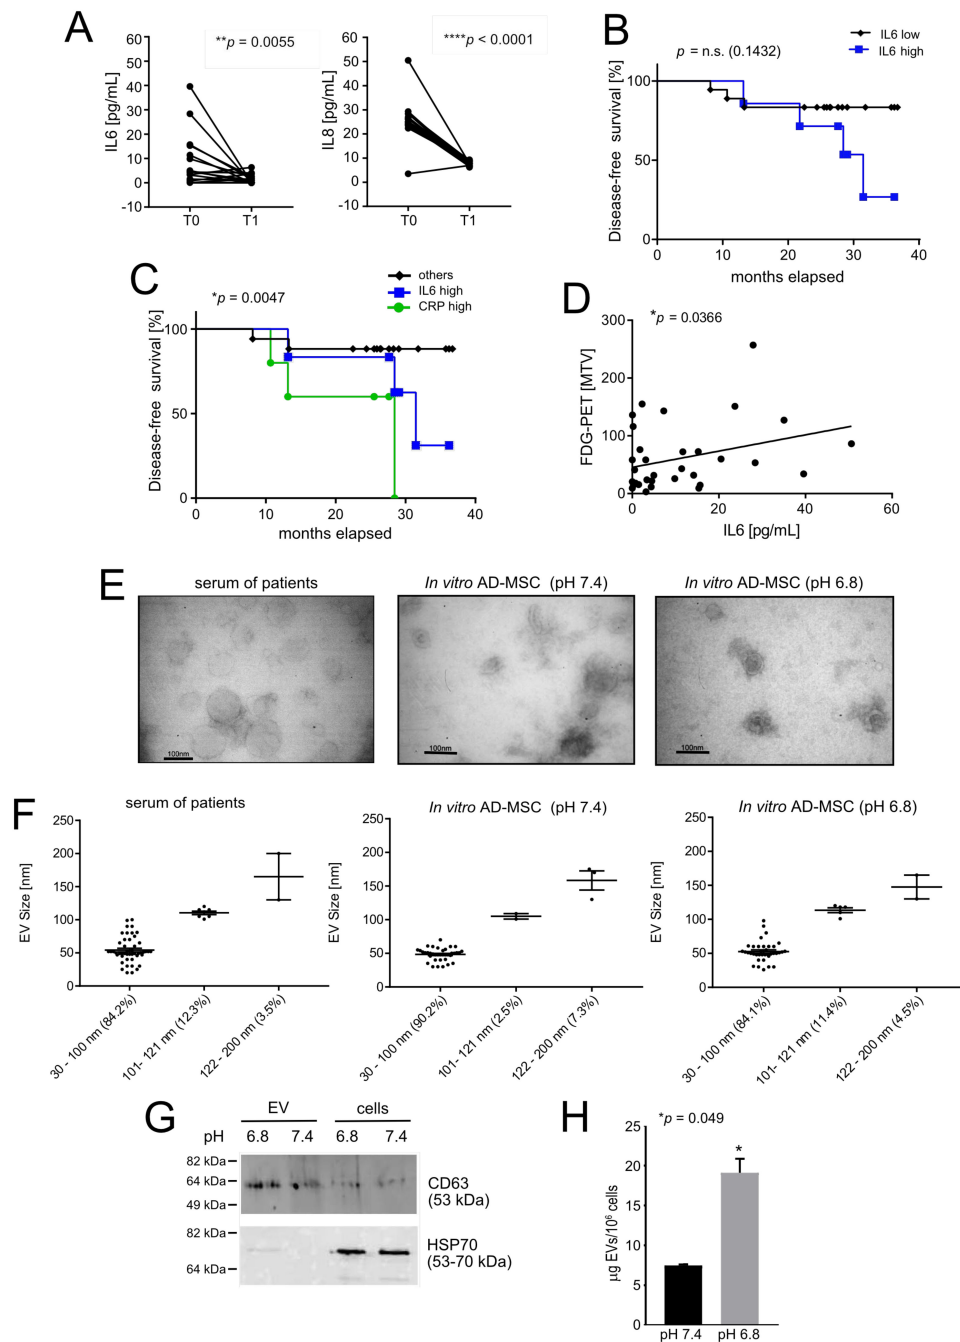 A
**p = 0.0055
IL6 [pg/mL]
60
50
40
30
20
10
0
-10
T0
T1
****p < 0.0001
IL8 [pg/mL]
60
50
40
30
20
10
0
-10
T0
T1
B
p = n.s. (0.1432)
IL6 low
IL6 high
Disease-free survival [%]
100
50
0
0
10
20
30
40
months elapsed
C
*p = 0.0047
others
IL6 high
CRP high
Disease-free survival [%]
100
50
0
0
10
20
30
40
months elapsed
D
*p = 0.0366
FDG-PET [MTV]
300
200
100
0
0
20
40
60
IL6 [pg/mL]
E
serum of patients
In vitro AD-MSC (pH 7.4)
In vitro AD-MSC (pH 6.8)
100nm
100nm
100nm
F
serum of patients
EV Size [nm]
250
200
150
100
50
0
30 - 100 nm (84.2%)
101- 121 nm (12.3%)
122 - 200 nm (3.5%)
In vitro AD-MSC (pH 7.4)
EV Size [nm]
250
200
150
100
50
0
30 - 100 nm (90.2%)
101- 121 nm (2.5%)
122 - 200 nm (7.3%)
In vitro AD-MSC (pH 6.8)
EV Size [nm]
250
200
150
100
50
0
30 - 100 nm (84.1%)
101- 121 nm (11.4%)
122 - 200 nm (4.5%)
G
EV
cells
pH
6.8
7.4
6.8
7.4
82 kDa
64 kDa
49 kDa
CD63
(53 kDa)
82 kDa
64 kDa
HSP70
(53-70 kDa)
H
*p = 0.049
*
µg EVs/10⁶ cells
25
20
15
10
5
0
pH 7.4
pH 6.8